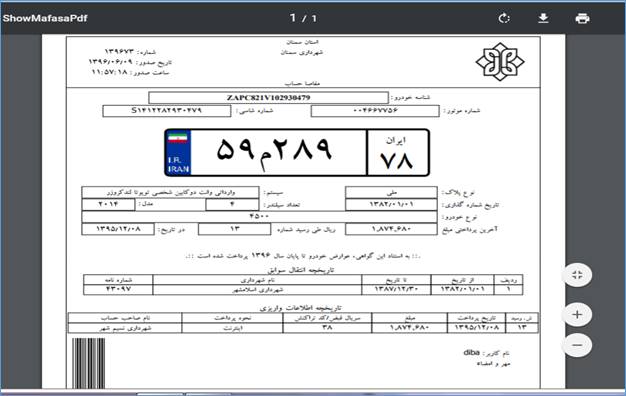 ShowMafasaPdf
1 / 1
استان سمنان
شهرداری سمنان
شماره: ۱۳۹۶۷۳
تاریخ صدور: ۱۳۹۶/۰۶/۰۹
ساعت صدور: ۱۱:۵۷:۱۸
مفاصا حساب
شناسه خودرو: ZAPC821V102930479
شماره موتور: ۰۰۴۶۶۷۷۵۶ شماره شاسی: S۱۴۱۲۲۸۲۹۳۰۴۷۹
I.R. IRAN
۵۹م۲۸۹
ایران
۷۸
نوع پلاک: ملی سیستم: وارداتی وانت دوکابین شخصی تویوتا لندکروزر
تاریخ شماره گذاری: ۱۳۸۲/۰۱/۰۱ تعداد سیلندر: ۴ مدل: ۲۰۱۴
نوع خودرو: ۴۵۰۰
آخرین پرداختی مبلغ ۱,۸۷۴,۶۸۰ ریال طی رسید شماره ۱۳ در تاریخ: ۱۳۹۵/۱۲/۰۸
.:: به استناد این گواهی، عوارض خودرو تا پایان سال ۱۳۹۶ پرداخت شده است ::.
تاریخچه انتقال سوابق
ردیف از تاریخ تا تاریخ نام شهرداری شماره نامه
۱ ۱۳۸۲/۰۱/۰۱ ۱۳۸۷/۱۲/۳۰ شهرداری اسلامشهر ۴۳۰۹۷
تاریخچه اطلاعات واریزی
ش. رسید تاریخ پرداخت مبلغ سریال قبض/کد تراکنش نحوه پرداخت نام صاحب حساب
۱۳ ۱۳۹۵/۱۲/۰۸ ۱,۸۷۴,۶۸۰ ۳۸ اینترنت شهرداری نسیم شهر
نام کاربر: diba
مهر و امضاء